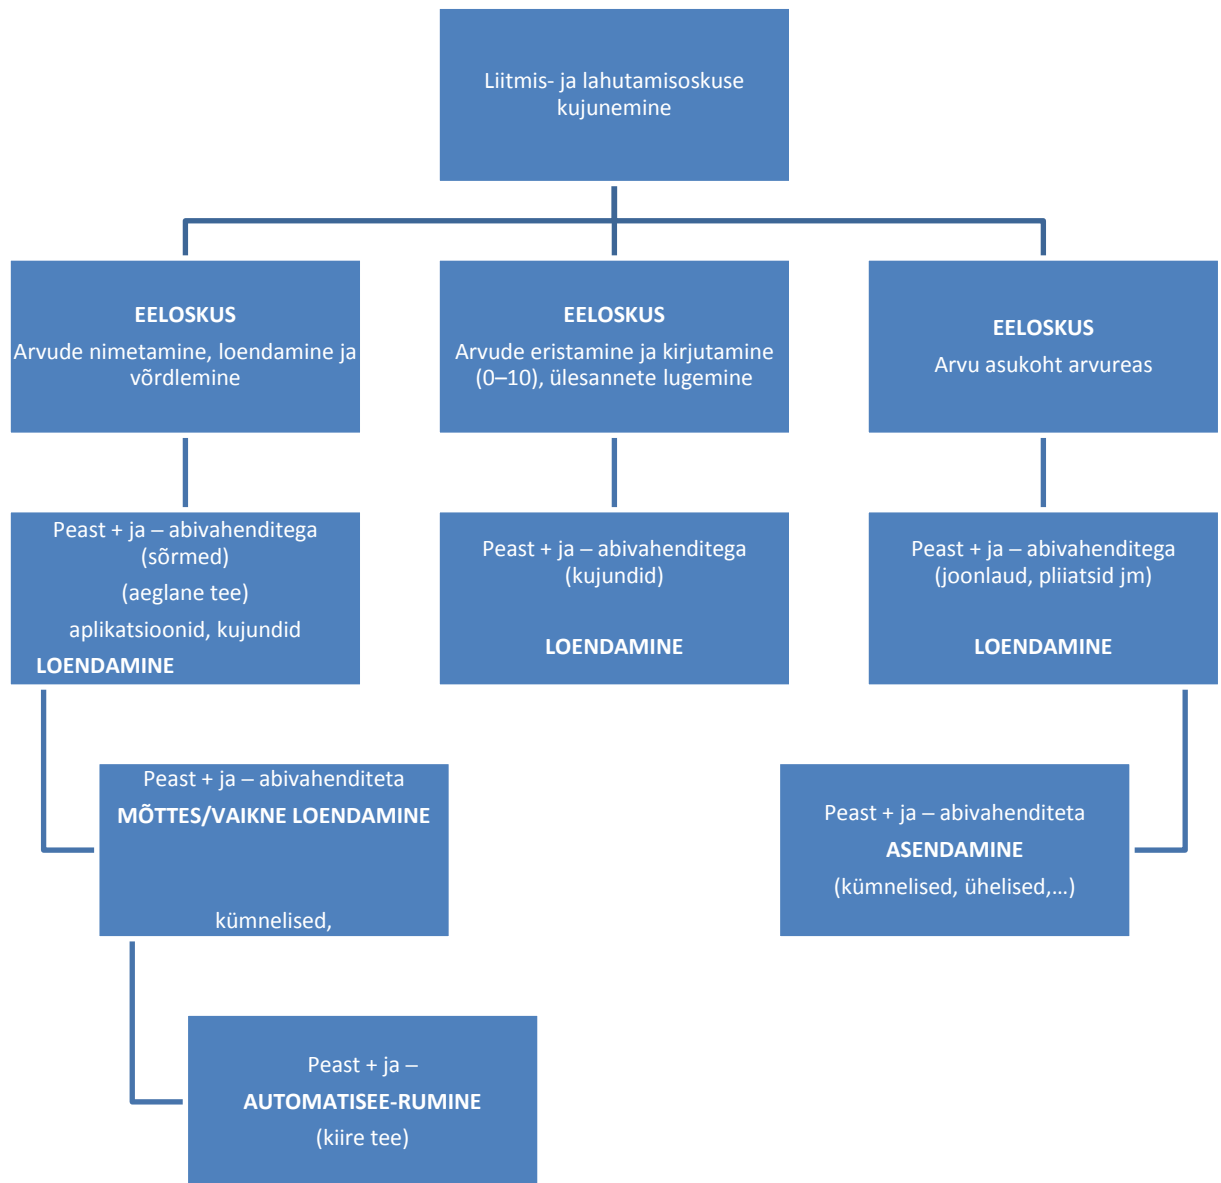 Liitmis- ja lahutamisoskuse
kujunemine
EELOSKUS
Arvude nimetamine, loendamine ja
võrdlemine
EELOSKUS
Arvude eristamine ja kirjutamine
(0–10), ülesannete lugemine
EELOSKUS
Arvu asukoht arvureas
Peast + ja – abivahenditega
(sõrmed)
(aeglane tee)
aplikatsioonid, kujundid
LOENDAMINE
Peast + ja – abivahenditega
(kujundid)
LOENDAMINE
Peast + ja – abivahenditega
(joonlaud, pliiatsid jm)
LOENDAMINE
Peast + ja – abivahenditeta
MÕTTES/VAIKNE LOENDAMINE
kümnelised,
Peast + ja – abivahenditeta
ASENDAMINE
(kümnelised, ühelised,...)
Peast + ja –
AUTOMATISEE-RUMINE
(kiire tee)